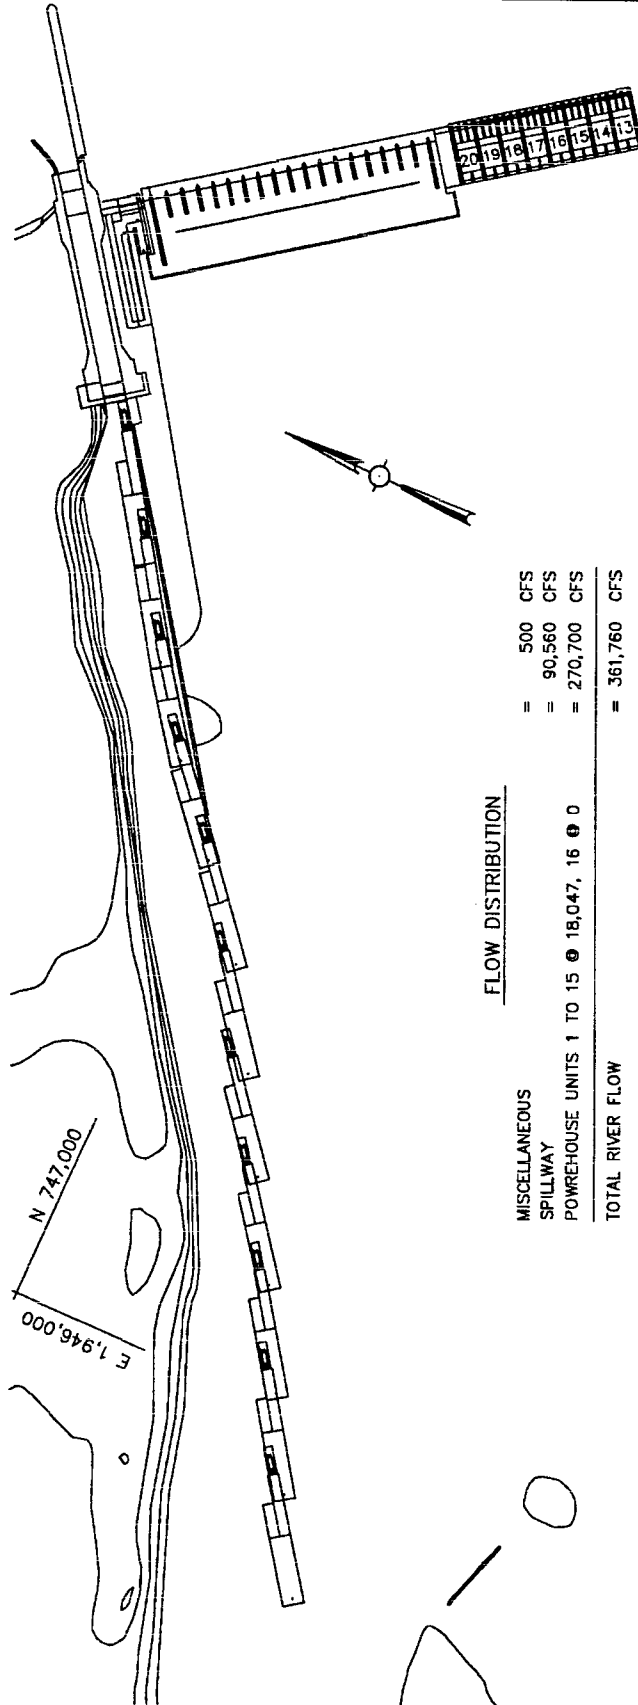 20 19 18 17 16 15 14 13
N 747,000
E 1,946,000
FLOW DISTRIBUTION
MISCELLANEOUS = 500 CFS
SPILLWAY = 90,560 CFS
POWREHOUSE UNITS 1 TO 15 @ 18,047, 16 @ 0 = 270,700 CFS
TOTAL RIVER FLOW = 361,760 CFS